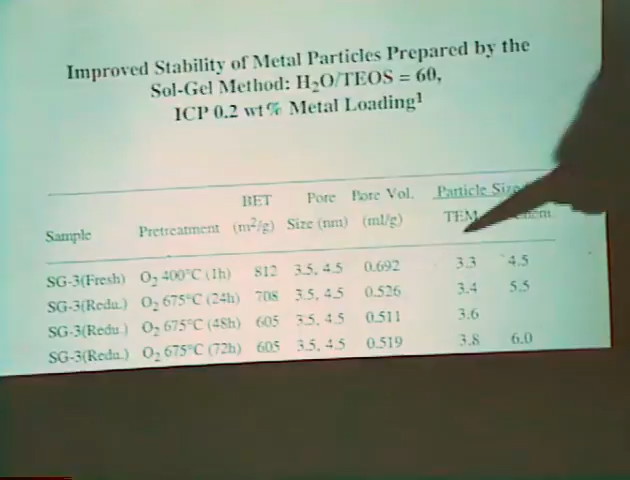 Improved Stability of Metal Particles Prepared by the
Sol-Gel Method: H₂O/TEOS = 60,
ICP 0.2 wt% Metal Loading¹
BET Pore Pore Vol. Particle
Sample Pretreatment (m²/g) Size (nm) (ml/g) TEM
SG-3(Fresh) O₂ 400°C (1h) 812 3.5, 4.5 0.692 3.3 4.5
SG-3(Redu.) O₂ 675°C (24h) 708 3.5, 4.5 0.526 3.4 5.5
SG-3(Redu.) O₂ 675°C (48h) 605 3.5, 4.5 0.511 3.6
SG-3(Redu.) O₂ 675°C (72h) 605 3.5, 4.5 0.519 3.8 6.0